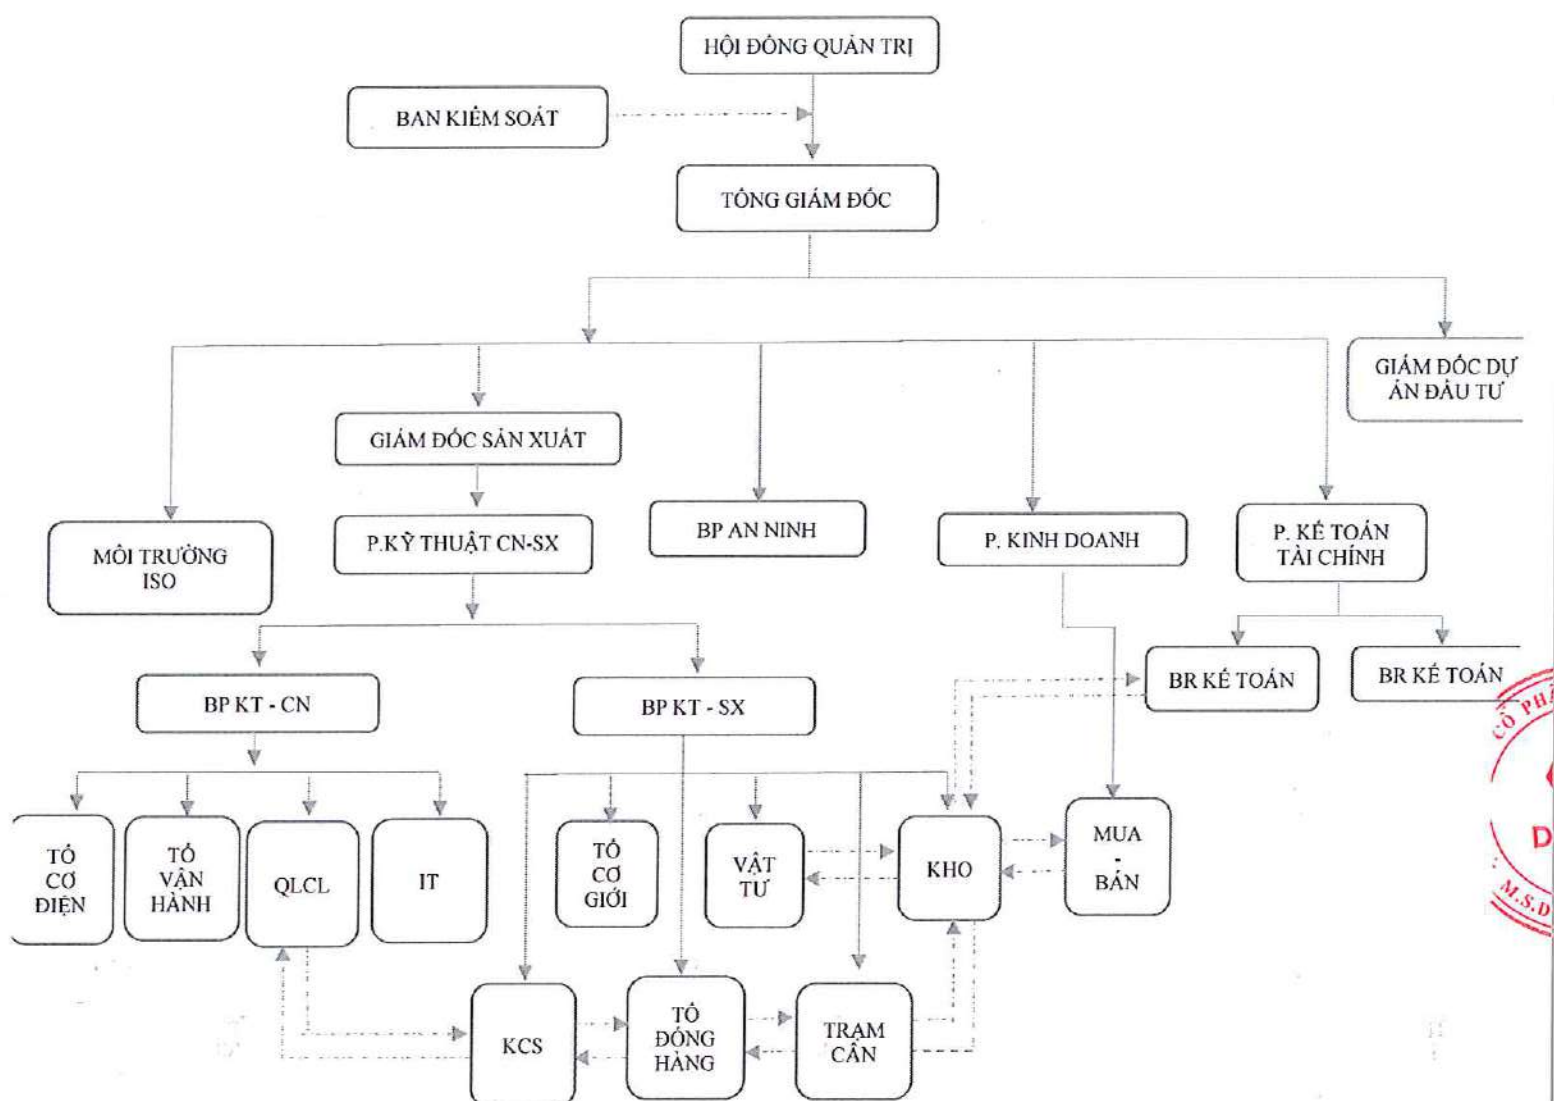 HỘI ĐỒNG QUẢN TRỊ
BAN KIỂM SOÁT
TỔNG GIÁM ĐỐC
GIÁM ĐỐC DỰ
ÁN ĐẦU TƯ
GIÁM ĐỐC SẢN XUẤT
MÔI TRƯỜNG
ISO
P.KỸ THUẬT CN-SX
BP AN NINH
P. KINH DOANH
P. KẾ TOÁN
TÀI CHÍNH
BP KT - CN
BP KT - SX
BR KẾ TOÁN
BR KẾ TOÁN
TỔ
CƠ
ĐIỆN
TỔ
VẬN
HÀNH
QLCL
IT
TỔ
CƠ
GIỚI
VẬT
TƯ
KHO
MUA
-
BÁN
KCS
TỔ
ĐÓNG
HÀNG
TRẠM
CÂN
CỔ PHẦ
D
M.S.D